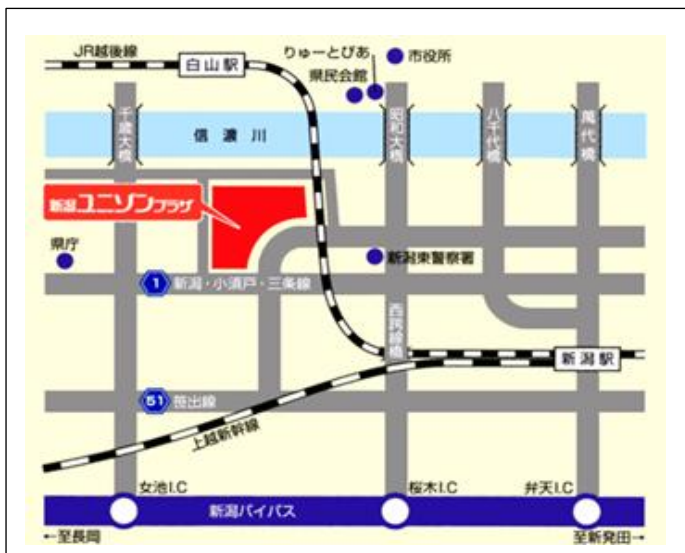 JR越後線
白山駅
りゅーとぴあ
市役所
県民会館
千歳大橋
信濃川
昭和大橋
八千代橋
萬代橋
新潟ユニゾンプラザ
県庁
新潟東警察署
1
新潟・小須戸・三条線
西跨線橋
新潟駅
51
笹出線
上越新幹線
女池I.C
桜木I.C
弁天I.C
新潟バイパス
←至長岡
至新発田→